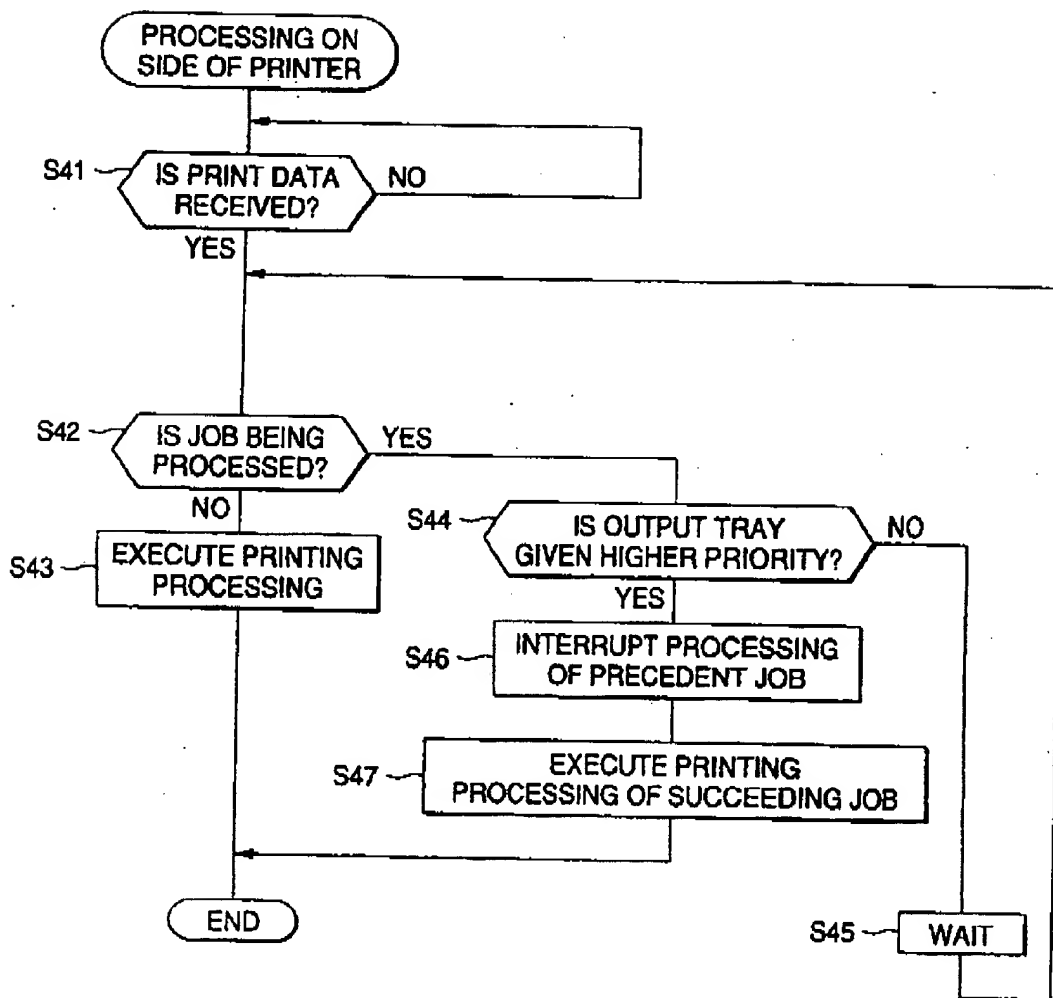 PROCESSING ON
SIDE OF PRINTER
S41
IS PRINT DATA
RECEIVED?
NO
YES
S42
IS JOB BEING
PROCESSED?
YES
NO
S43
EXECUTE PRINTING
PROCESSING
S44
IS OUTPUT TRAY
GIVEN HIGHER PRIORITY?
NO
YES
S46
INTERRUPT PROCESSING
OF PRECEDENT JOB
S47
EXECUTE PRINTING
PROCESSING OF SUCCEEDING JOB
END
S45
WAIT